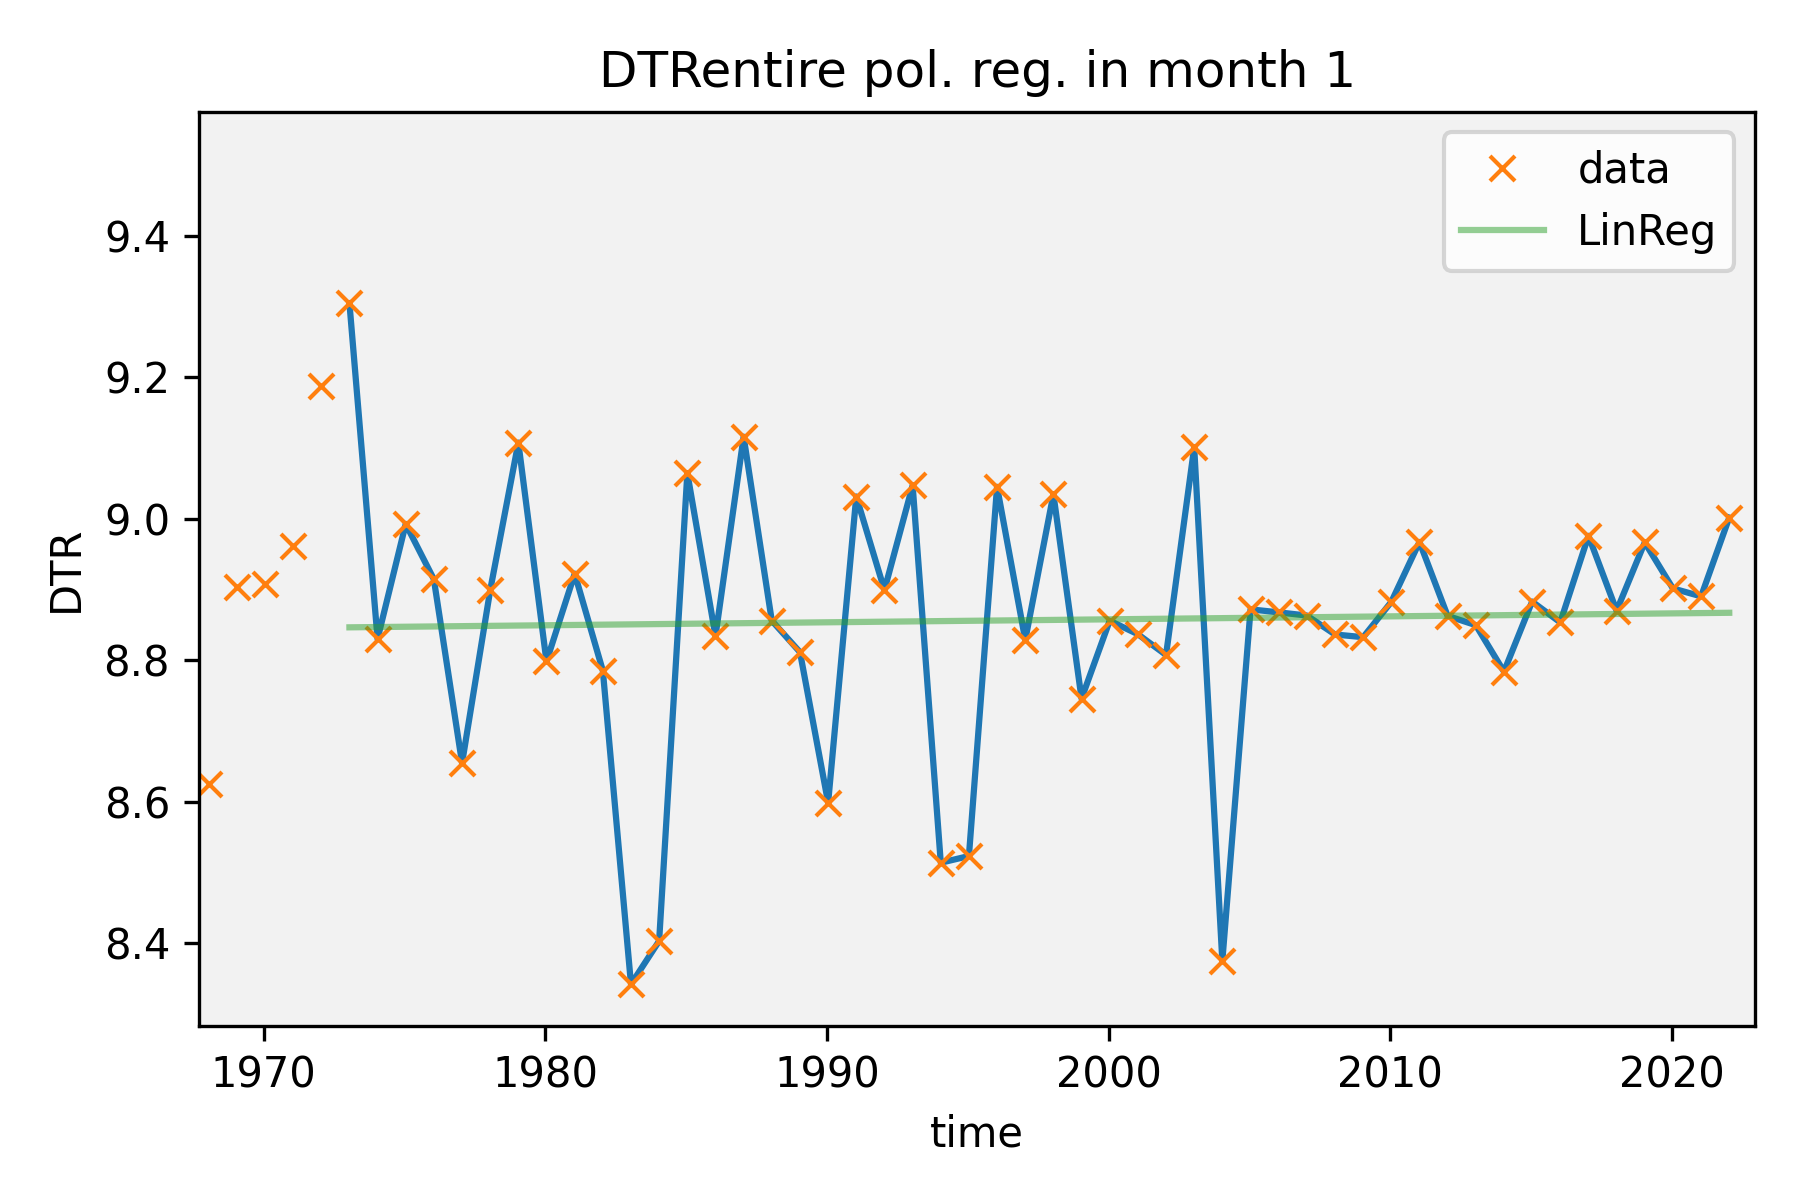 DTRentire pol. reg. in month 1
data
LinReg
DTR
9.4
9.2
9.0
8.8
8.6
8.4
1970 1980 1990 2000 2010 2020
time